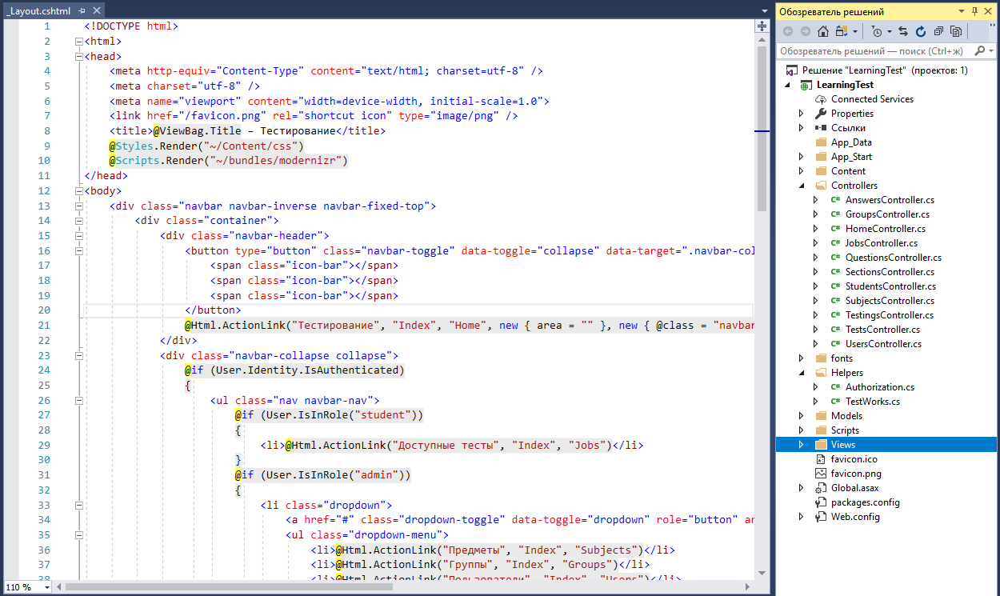 _Layout.cshtml
1 <!DOCTYPE html>
2 <html>
3 <head>
4 <meta http-equiv="Content-Type" content="text/html; charset=utf-8" />
5 <meta charset="utf-8" />
6 <meta name="viewport" content="width=device-width, initial-scale=1.0">
7 <link href="/favicon.png" rel="shortcut icon" type="image/png" />
8 <title>@ViewBag.Title – Тестирование</title>
9 @Styles.Render("~/Content/css")
10 @Scripts.Render("~/bundles/modernizr")
11 </head>
12 <body>
13 <div class="navbar navbar-inverse navbar-fixed-top">
14 <div class="container">
15 <div class="navbar-header">
16 <button type="button" class="navbar-toggle" data-toggle="collapse" data-target=".navbar-col
17 <span class="icon-bar"></span>
18 <span class="icon-bar"></span>
19 <span class="icon-bar"></span>
20 </button>
21 @Html.ActionLink("Тестирование", "Index", "Home", new { area = "" }, new { @class = "navbar
22 </div>
23 <div class="navbar-collapse collapse">
24 @if (User.Identity.IsAuthenticated)
25 {
26 <ul class="nav navbar-nav">
27 @if (User.IsInRole("student"))
28 {
29 <li>@Html.ActionLink("Доступные тесты", "Index", "Jobs")</li>
30 }
31 @if (User.IsInRole("admin"))
32 {
33 <li class="dropdown">
34 <a href="#" class="dropdown-toggle" data-toggle="dropdown" role="button" ar
35 <ul class="dropdown-menu">
36 <li>@Html.ActionLink("Предметы", "Index", "Subjects")</li>
37 <li>@Html.ActionLink("Группы", "Index", "Groups")</li>
38 <li>@Html.ActionLink("Пользователи", "Index", "Users")</li>
110 %
Обозреватель решений
Обозреватель решений — поиск (Ctrl+ж)
Решение "LearningTest" (проектов: 1)
LearningTest
Connected Services
Properties
Ссылки
App_Data
App_Start
Content
Controllers
C# AnswersController.cs
C# GroupsController.cs
C# HomeController.cs
C# JobsController.cs
C# QuestionsController.cs
C# SectionsController.cs
C# StudentsController.cs
C# SubjectsController.cs
C# TestingsController.cs
C# TestsController.cs
C# UsersController.cs
fonts
Helpers
C# Authorization.cs
C# TestWorks.cs
Models
Scripts
Views
favicon.ico
favicon.png
Global.asax
packages.config
Web.config